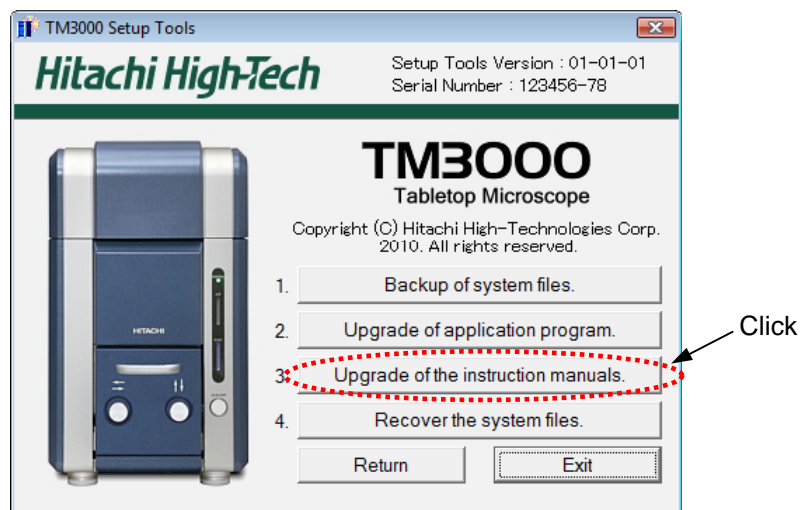 TM3000 Setup Tools
Hitachi High-Tech
Setup Tools Version : 01-01-01
Serial Number : 123456-78
TM3000
Tabletop Microscope
Copyright (C) Hitachi High-Technologies Corp.
2010. All rights reserved.
1. Backup of system files.
2. Upgrade of application program.
Click
3. Upgrade of the instruction manuals.
4. Recover the system files.
Return Exit
HITACHI